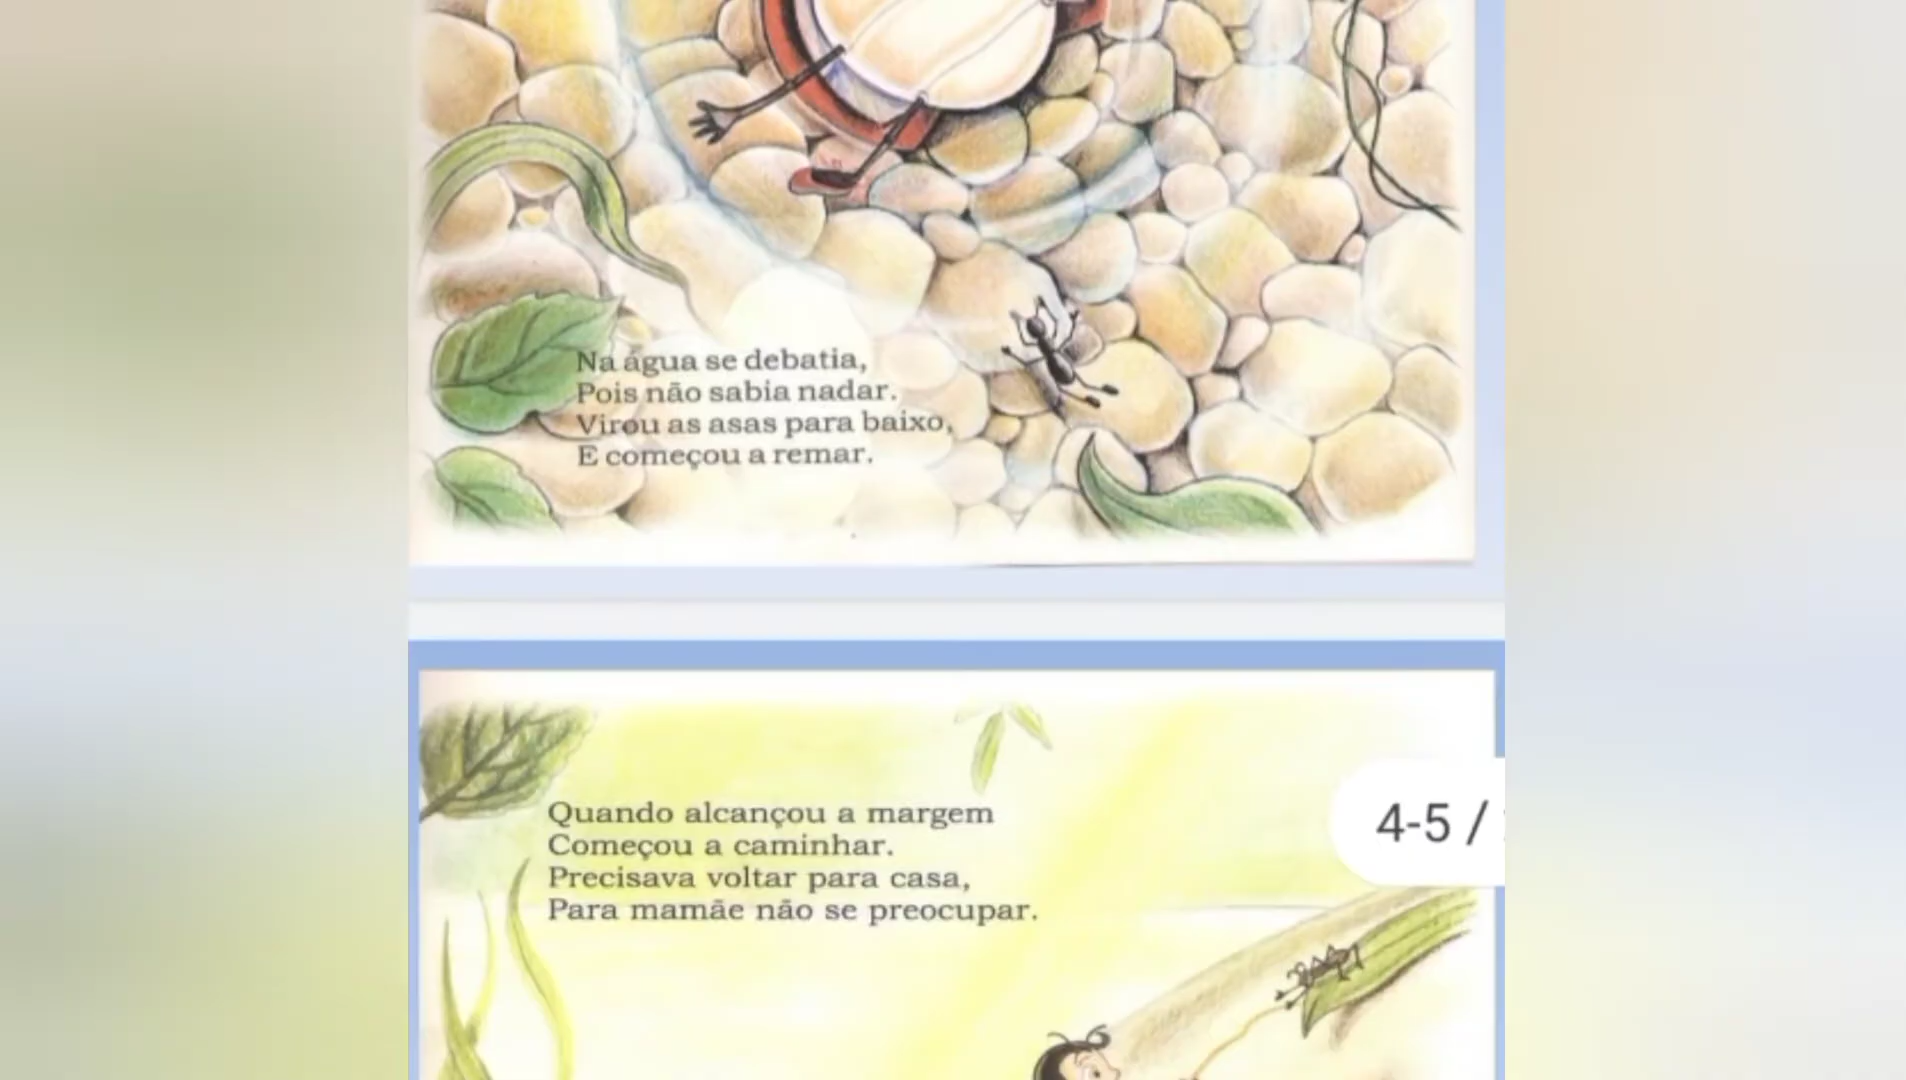 Na água se debatia,
Pois não sabia nadar.
Virou as asas para baixo,
E começou a remar.
Quando alcançou a margem
Começou a caminhar.
Precisava voltar para casa,
Para mamãe não se preocupar.
4-5 /